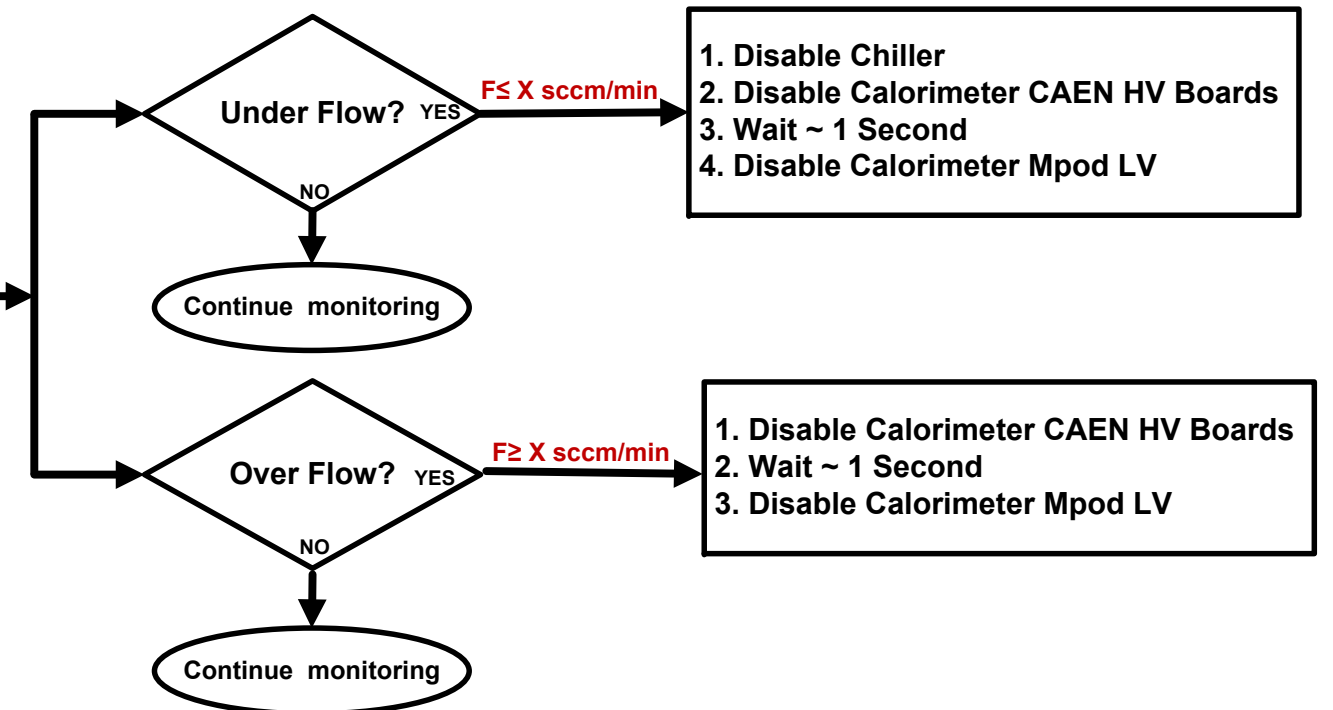 Under Flow?
YES
F≤ X sccm/min
NO
1. Disable Chiller
2. Disable Calorimeter CAEN HV Boards
3. Wait ~ 1 Second
4. Disable Calorimeter Mpod LV
Continue monitoring
Over Flow?
YES
F≥ X sccm/min
NO
1. Disable Calorimeter CAEN HV Boards
2. Wait ~ 1 Second
3. Disable Calorimeter Mpod LV
Continue monitoring